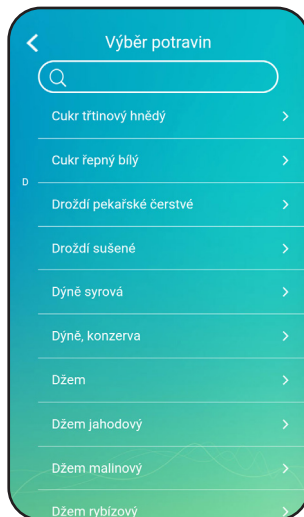 Výběr potravin
Cukr třtinový hnědý
Cukr řepný bílý
D
Droždí pekařské čerstvé
Droždí sušené
Dýně syrová
Dýně, konzerva
Džem
Džem jahodový
Džem malinový
Džem rybízový